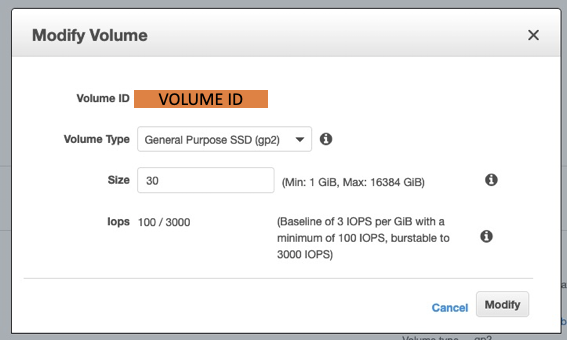 Modify Volume
Volume ID VOLUME ID
Volume Type General Purpose SSD (gp2)
Size 30 (Min: 1 GiB, Max: 16384 GiB)
Iops 100 / 3000 (Baseline of 3 IOPS per GiB with a
minimum of 100 IOPS, burstable to
3000 IOPS)
Cancel Modify